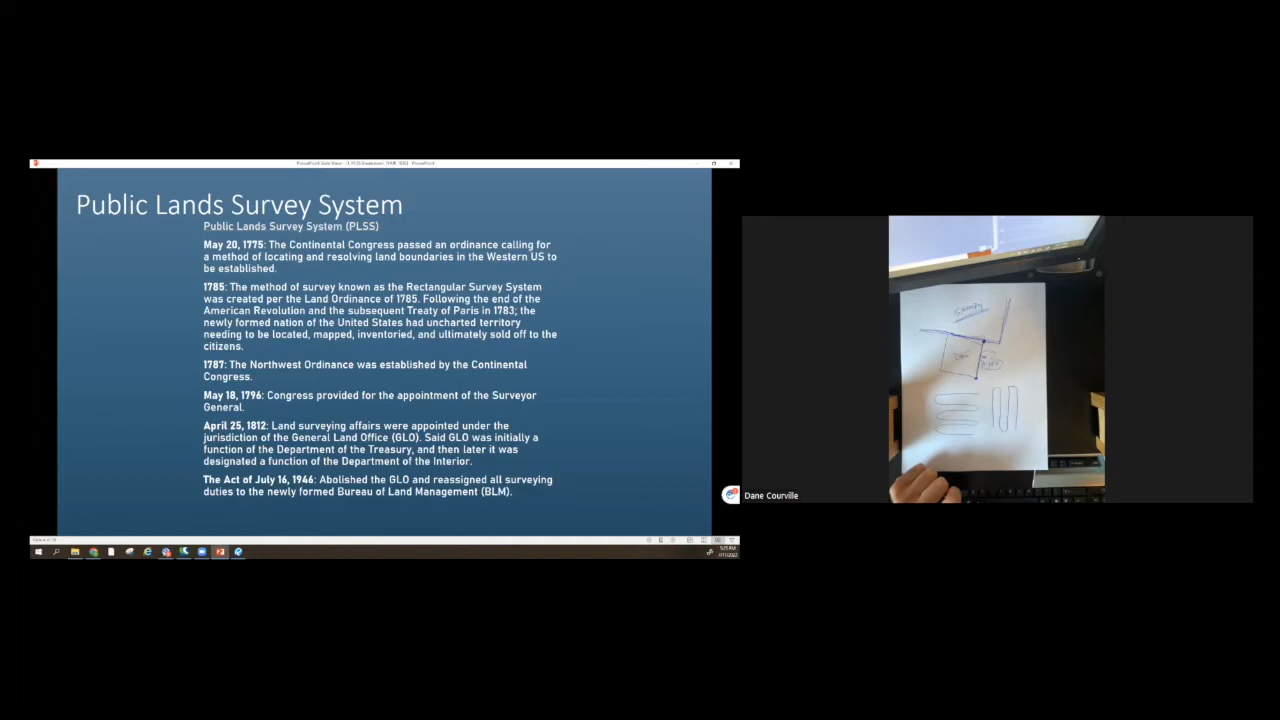 Public Lands Survey System
Public Lands Survey System (PLSS)
May 20, 1775: The Continental Congress passed an ordinance calling for
a method of locating and resolving land boundaries in the Western US to
be established.
1785: The method of survey known as the Rectangular Survey System
was created per the Land Ordinance of 1785. Following the end of the
American Revolution and the subsequent Treaty of Paris in 1783; the
newly formed nation of the United States had uncharted territory
needing to be located, mapped, inventoried, and ultimately sold off to the
citizens.
1787: The Northwest Ordinance was established by the Continental
Congress.
May 18, 1796: Congress provided for the appointment of the Surveyor
General.
April 25, 1812: Land surveying affairs were appointed under the
jurisdiction of the General Land Office (GLO). Said GLO was initially a
function of the Department of the Treasury, and then later it was
designated a function of the Department of the Interior.
The Act of July 16, 1946: Abolished the GLO and reassigned all surveying
duties to the newly formed Bureau of Land Management (BLM).
5:25 PM
Dane Courville